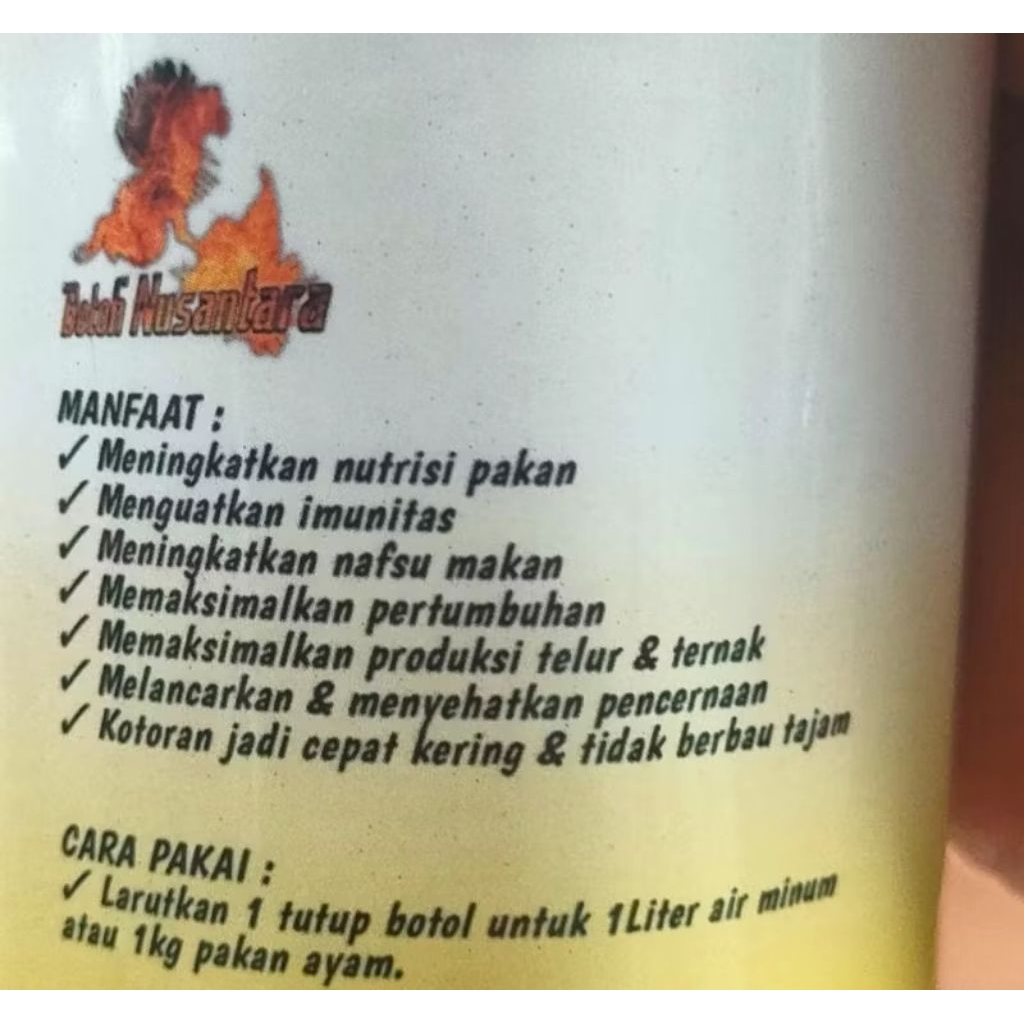 Botoh Nusantara
MANFAAT :
✓ Meningkatkan nutrisi pakan
✓ Menguatkan imunitas
✓ Meningkatkan nafsu makan
✓ Memaksimalkan pertumbuhan
✓ Memaksimalkan produksi telur & ternak
✓ Melancarkan & menyehatkan pencernaan
✓ Kotoran jadi cepat kering & tidak berbau tajam
CARA PAKAI :
✓ Larutkan 1 tutup botol untuk 1Liter air minum
atau 1kg pakan ayam.